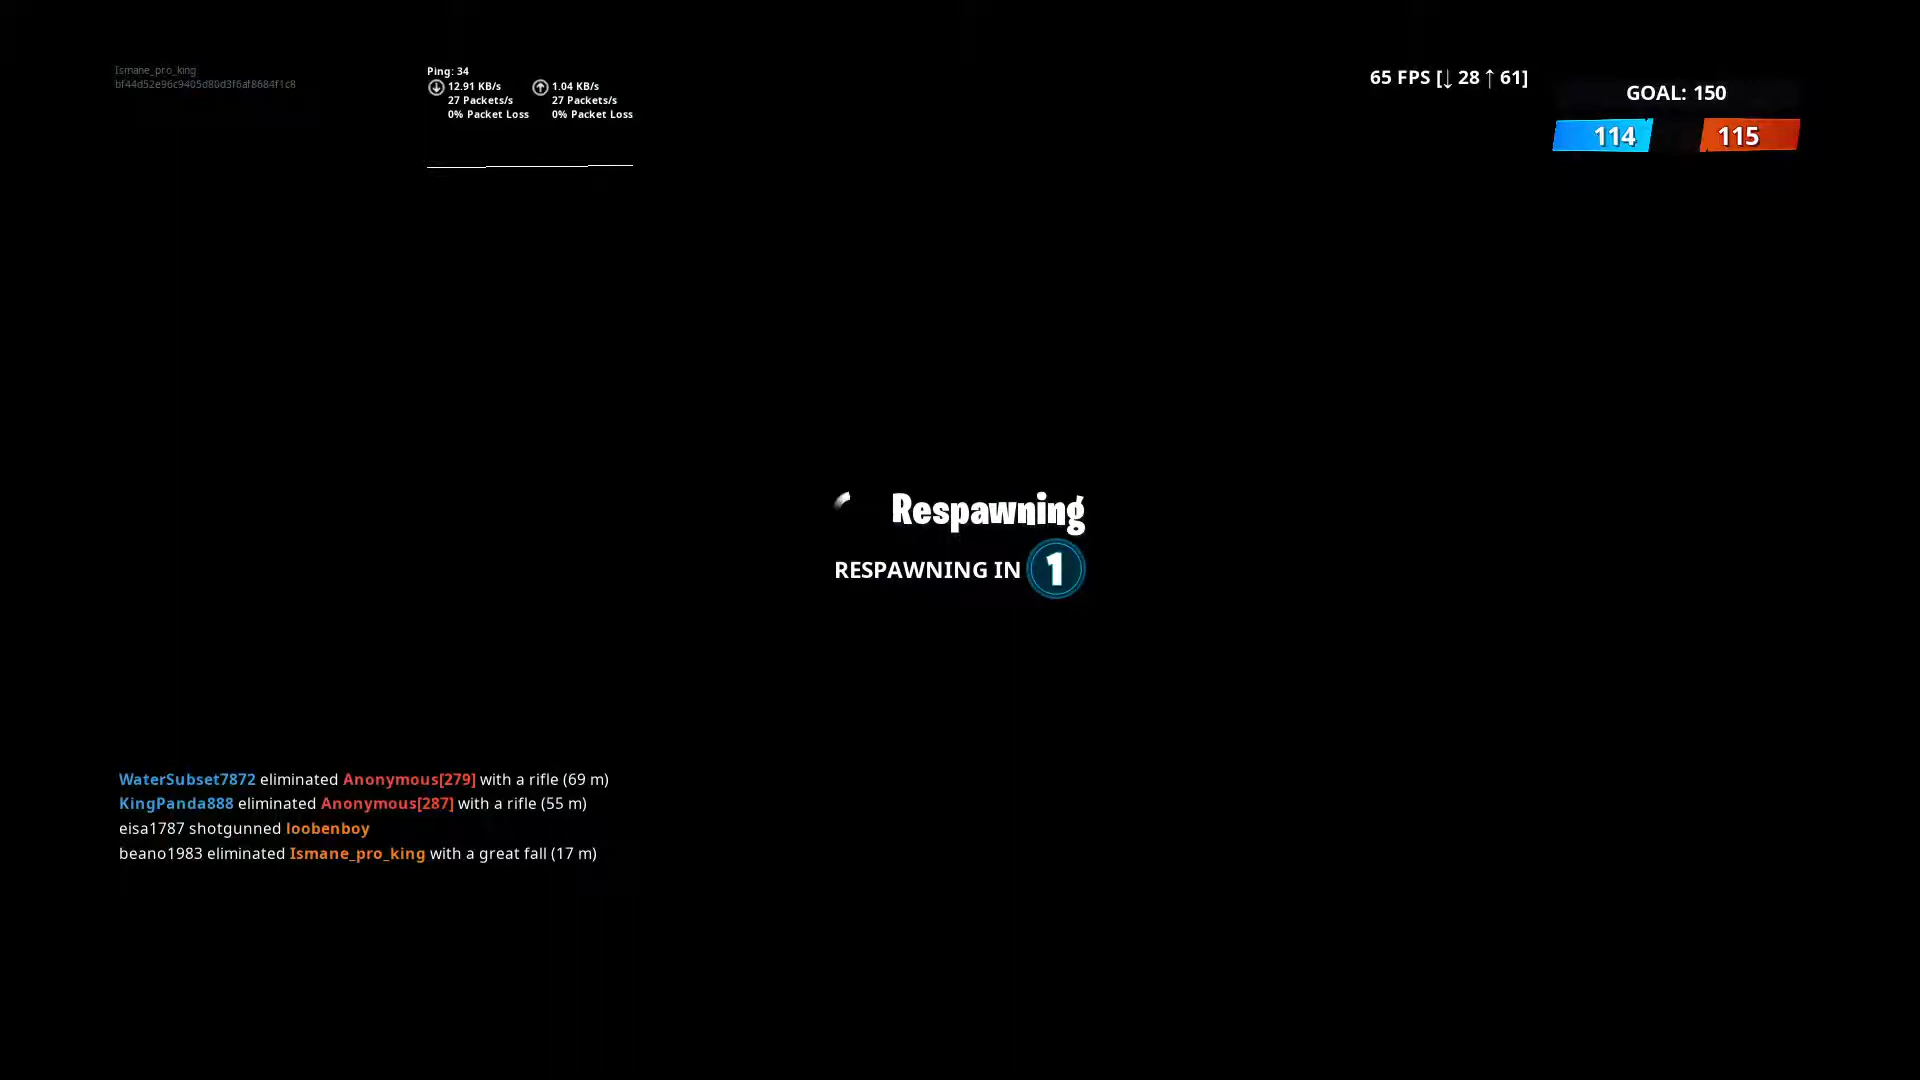 Ismane_pro_king
bf44d52e96c9405d80d3f6af8684f1c8
Ping: 34
12.91 KB/s 1.04 KB/s
27 Packets/s 27 Packets/s
0% Packet Loss 0% Packet Loss
65 FPS [↓ 28 ↑ 61]
GOAL: 150
114 115
Respawning
RESPAWNING IN 1
WaterSubset7872 eliminated Anonymous[279] with a rifle (69 m)
KingPanda888 eliminated Anonymous[287] with a rifle (55 m)
eisa1787 shotgunned loobenboy
beano1983 eliminated Ismane_pro_king with a great fall (17 m)